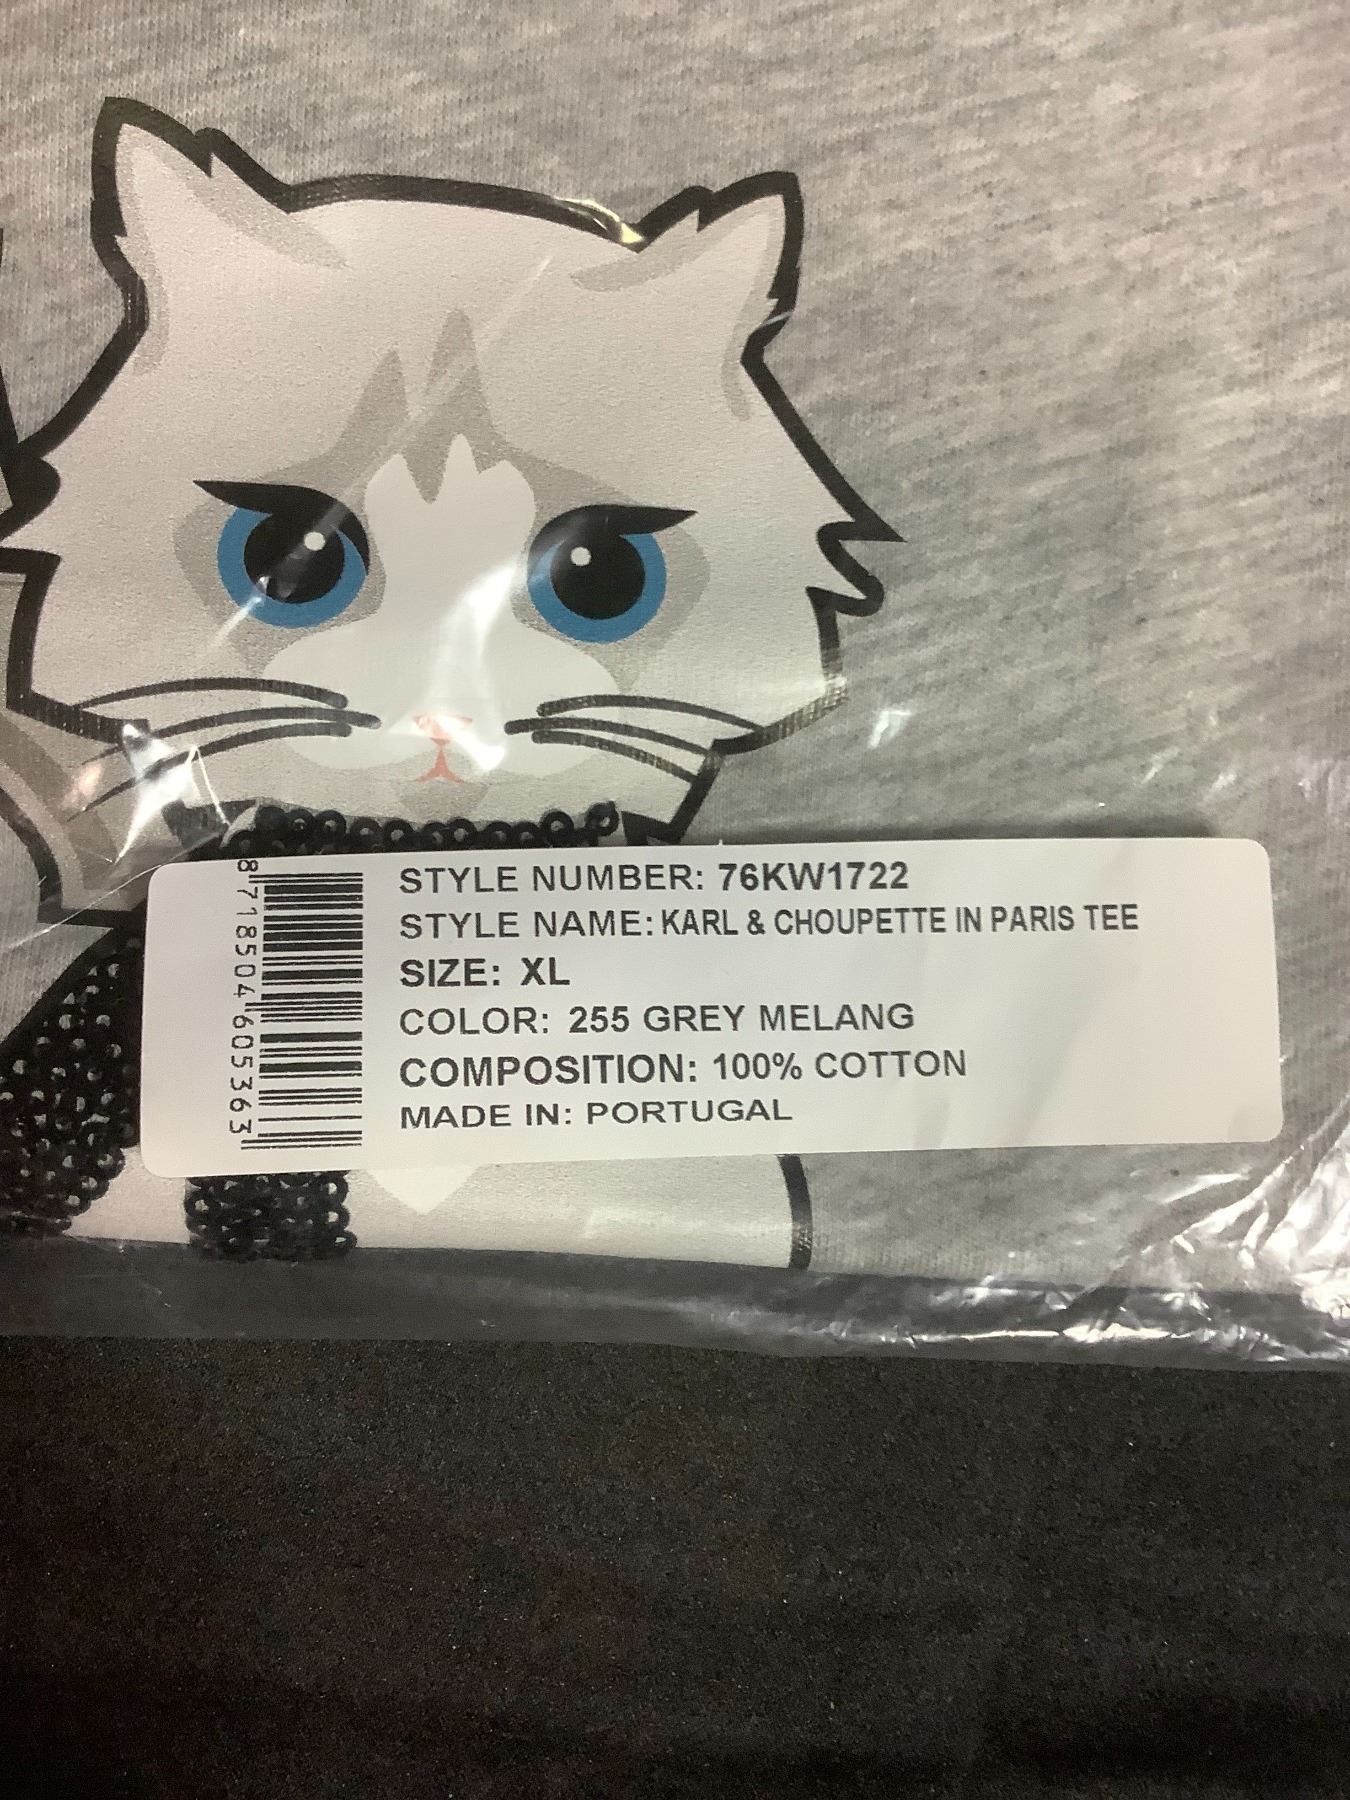 STYLE NUMBER: 76KW1722
STYLE NAME: KARL & CHOUPETTE IN PARIS TEE
SIZE: XL
COLOR: 255 GREY MELANG
COMPOSITION: 100% COTTON
MADE IN: PORTUGAL
8718504605363